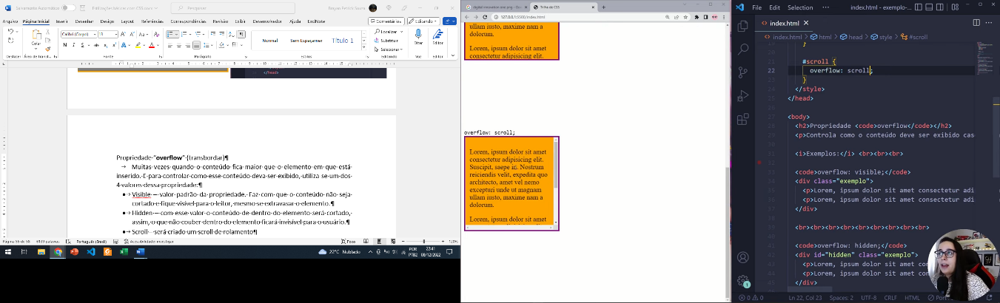 Salvamento Automático
Pesquisar
Arquivo Página Inicial Inserir Desenhar Design Layout Referências Correspondências Revisão Exibir Desenvolvedor Ajuda EndNote
Comentários Edição
Calibri (Corpo) 13
Colar
Normal Sem Espaçamento Título 1
Localizar
Substituir
Selecionar
Ditar
Editor
Fonte Parágrafo Estilos Edição Voz Editor
</head>
Propriedade "overflow" (transbordar)¶
→ Muitas vezes quando o conteúdo fica maior que o elemento em que está
inserido. E para controlar como esse conteúdo deva ser exibido, utiliza se um dos
4 valores dessa propriedade:¶
• → Visible – valor padrão da propriedade. Faz com que o conteúdo não seja
cortado e fique visível para o leitor, mesmo se extravasar o elemento.¶
• → Hidden – com esse valor o conteúdo de dentro do elemento será cortado,
assim, o que não couber dentro do elemento ficará invisível para o usuário.¶
• → Scroll – será criado um scroll de rolamento¶
Página 55 de 58 6139 palavras Português (Brasil) Acessibilidade: investigar
Foco 120%
22°C Nublado
POR
PTB2
23:41
08/12/2022
Trilha de CSS
127.0.0.1:5500/index.html
ullam iusto, maxime nam a
dolorum.
Lorem, ipsum dolor sit amet
consectetur adipisicing elit.
overflow: scroll;
Lorem, ipsum dolor sit amet
consectetur adipisicing elit.
Suscipit, saepe in. Nostrum
reiciendis velit, expedita quo
architecto, amet vel nemo
excepturi unde ut magnam
ullam iusto, maxime nam a
dolorum.
Lorem, ipsum dolor sit amet
File Edit Selection ··· index.html - exemplo-...
index.html
index.html > html > head > style > #scroll
}
#scroll {
22 overflow: scroll;
}
</style>
</head>
<body>
<h2>Propriedade <code>overflow</code></h2>
<p>Controla como o conteúdo deve ser exibido cas
<i>Exemplos:</i> <br><br><br>
<code>overflow: visible;</code>
<div class="exemplo">
<p>Lorem, ipsum dolor sit amet consectetur adi
<p>Lorem, ipsum dolor sit amet consectetur adi
</div>
<br><br><br><br><br><br><br><br><br>
<code>overflow: hidden;</code>
<div id="hidden" class="exemplo">
<p>Lorem, ipsum dolor sit amet con
<p>Lorem, ipsum dolor sit amet con
</div>
0 0 Ln 22, Col 23 Spaces: 2 UTF-8 CRLF HTML